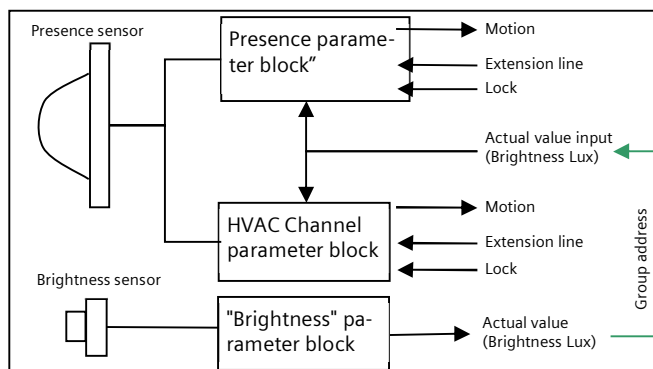 Presence sensor
Presence parame-
ter block”
Motion
Extension line
Lock
Actual value input
(Brightness Lux)
HVAC Channel
parameter block
Motion
Extension line
Lock
Group address
Brightness sensor
"Brightness" pa-
rameter block
Actual value
(Brightness Lux)